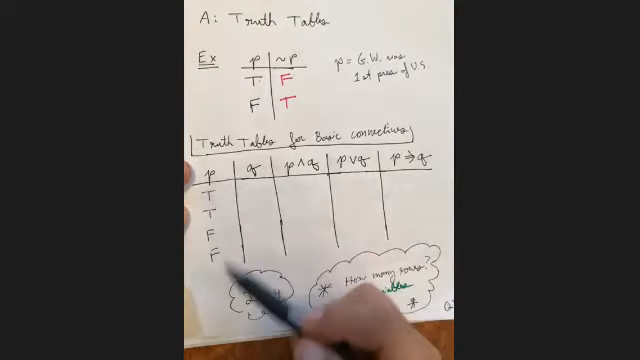 A: Truth Tables
Ex
p ~p
T F
F T
p = G.W. was
1st pres of U.S.
Truth Tables for Basic connectives
p q p ∧ q p ∨ q p ⇒ q
T
T
F
F
How many rows?
*
*